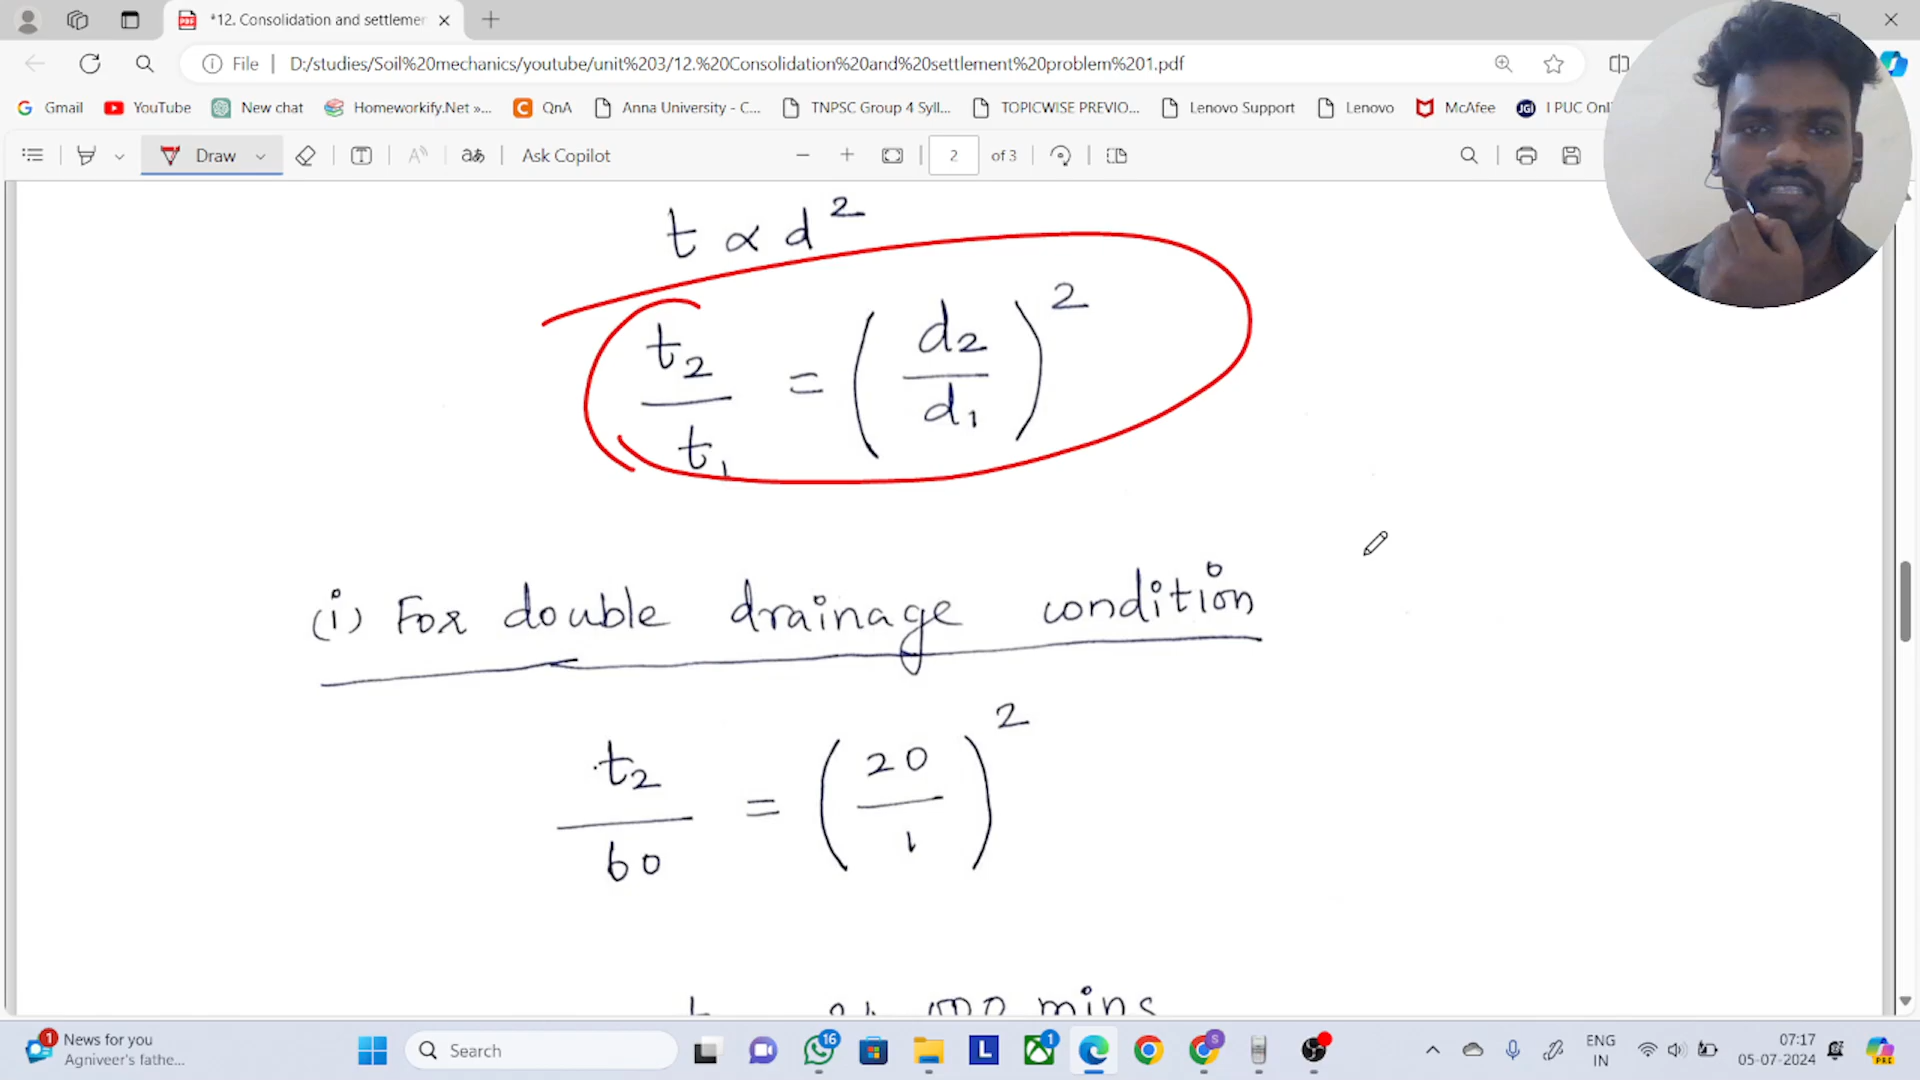 *12. Consolidation and settlemer
File
D:/studies/Soil%20mechanics/youtube/unit%203/12.%20Consolidation%20and%20settlement%20problem%201.pdf
Gmail YouTube New chat Homeworkify.Net »... QnA Anna University - C... TNPSC Group 4 Syll... TOPICWISE PREVIO... Lenovo Support Lenovo McAfee I PUC Onl
Draw Ask Copilot 2 of 3
t ∝ d²
t₂/t₁ = (d₂/d₁)²
(i) For double drainage condition
t₂/60 = (20/1)²
mins
News for you
Agniveer's fathe...
Search
16
1
ENG
IN
07:17
05-07-2024